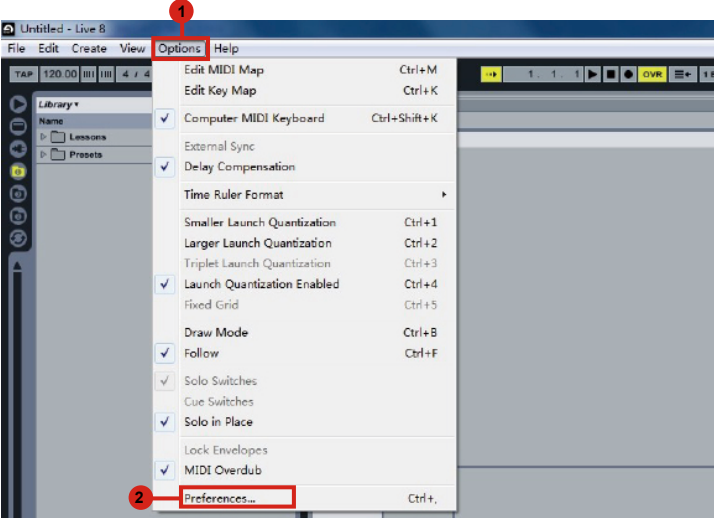 1
Untitled - Live 8
File Edit Create View Options Help
TAP 120.00 4 / 4 1. 1. 1 OVR
Library
Name
Lessons
Presets
Edit MIDI Map Ctrl+M
Edit Key Map Ctrl+K
Computer MIDI Keyboard Ctrl+Shift+K
External Sync
Delay Compensation
Time Ruler Format
Smaller Launch Quantization Ctrl+1
Larger Launch Quantization Ctrl+2
Triplet Launch Quantization Ctrl+3
Launch Quantization Enabled Ctrl+4
Fixed Grid Ctrl+5
Draw Mode Ctrl+B
Follow Ctrl+F
Solo Switches
Cue Switches
Solo in Place
Lock Envelopes
MIDI Overdub
2 Preferences... Ctrl+,